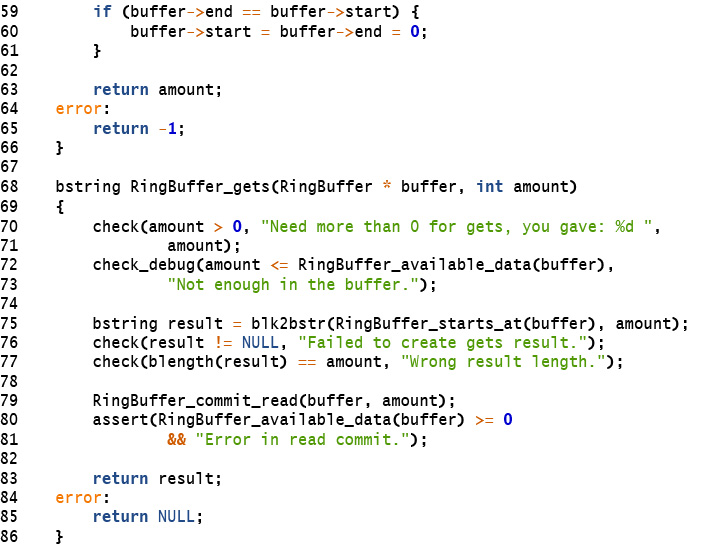 59 if (buffer->end == buffer->start) {
60 buffer->start = buffer->end = 0;
61 }
62
63 return amount;
64 error:
65 return -1;
66 }
67
68 bstring RingBuffer_gets(RingBuffer * buffer, int amount)
69 {
70 check(amount > 0, "Need more than 0 for gets, you gave: %d ",
71 amount);
72 check_debug(amount <= RingBuffer_available_data(buffer),
73 "Not enough in the buffer.");
74
75 bstring result = blk2bstr(RingBuffer_starts_at(buffer), amount);
76 check(result != NULL, "Failed to create gets result.");
77 check(blength(result) == amount, "Wrong result length.");
78
79 RingBuffer_commit_read(buffer, amount);
80 assert(RingBuffer_available_data(buffer) >= 0
81 && "Error in read commit.");
82
83 return result;
84 error:
85 return NULL;
86 }